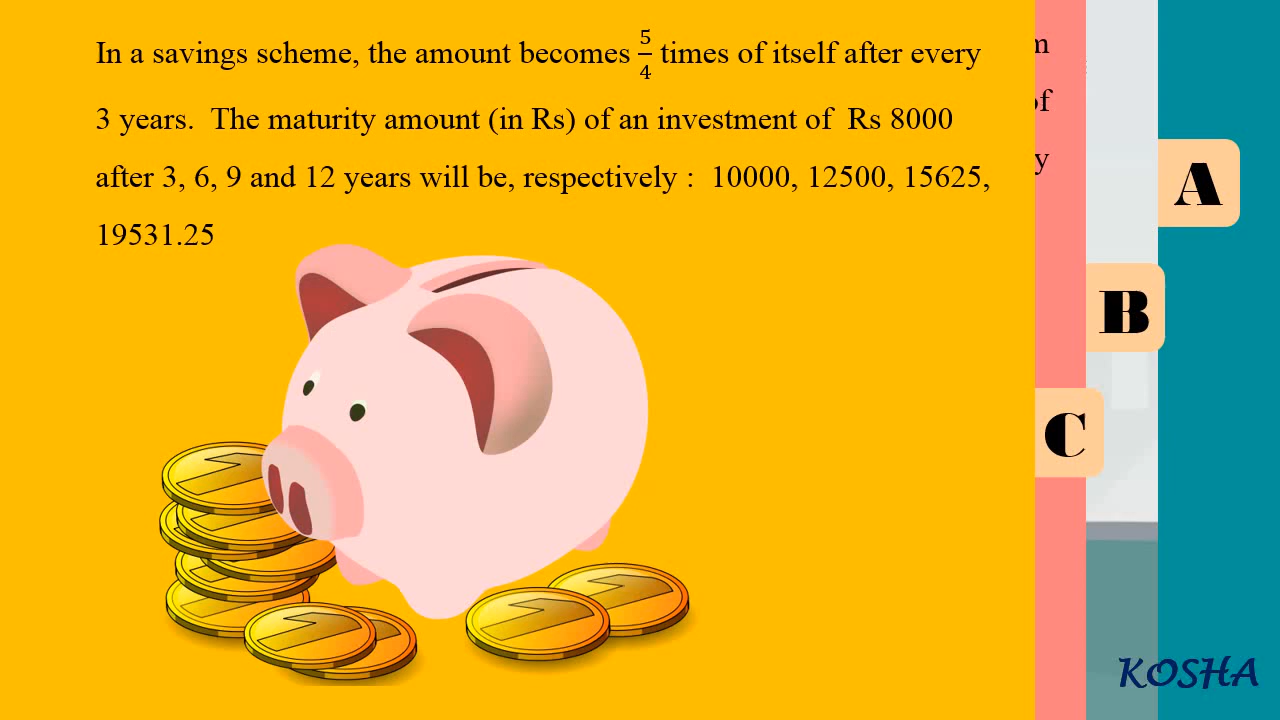 In a savings scheme, the amount becomes 5/4 times of itself after every
3 years. The maturity amount (in Rs) of an investment of Rs 8000
after 3, 6, 9 and 12 years will be, respectively : 10000, 12500, 15625,
19531.25
A
B
C
KOSHA